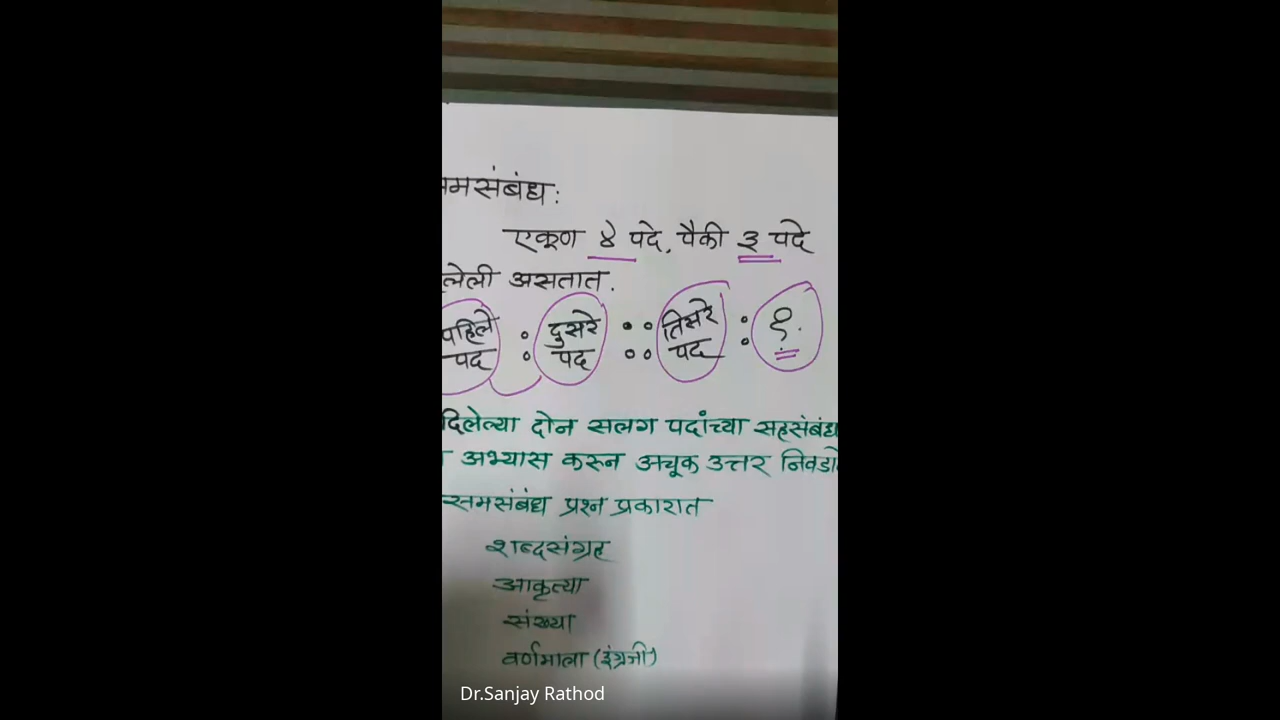 समसंबंध :
एकूण ४ पदे, पैकी ३ पदे
लेली असतात.
पहिले पद : दुसरे पद :: तिसरे पद : ?
दिलेल्या दोन सलग पदांच्या सहसंबंध
अभ्यास करून अचूक उत्तर निवडा
समसंबंध प्रश्न प्रकारात
शब्दसंग्रह
आकृत्या
संख्या
वर्णमाला (इंग्रजी)
Dr.Sanjay Rathod